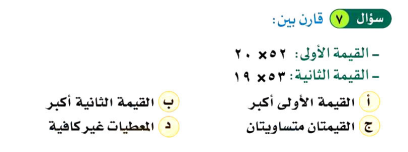 سؤال ٧ قارن بين:
- القيمة الأولى: ٥٢ × ٢٠
- القيمة الثانية: ٥٣ × ١٩
أ القيمة الأولى أكبر ب القيمة الثانية أكبر
ج القيمتان متساويتان د المعطيات غير كافية